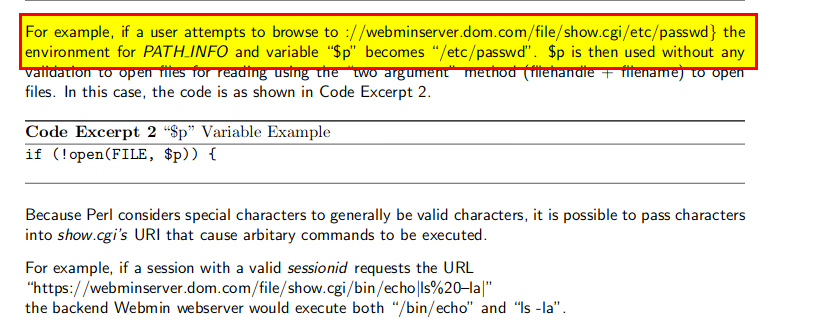 For example, if a user attempts to browse to ://webminserver.dom.com/file/show.cgi/etc/passwd} the
environment for PATH_INFO and variable “$p” becomes “/etc/passwd”. $p is then used without any
validation to open files for reading using the “two argument” method (filehandle + filename) to open
files. In this case, the code is as shown in Code Excerpt 2.
Code Excerpt 2 “$p” Variable Example
if (!open(FILE, $p)) {
Because Perl considers special characters to generally be valid characters, it is possible to pass characters
into show.cgi's URI that cause arbitary commands to be executed.
For example, if a session with a valid sessionid requests the URL
“https://webminserver.dom.com/file/show.cgi/bin/echo|ls%20–la|”
the backend Webmin webserver would execute both “/bin/echo” and “ls -la”.